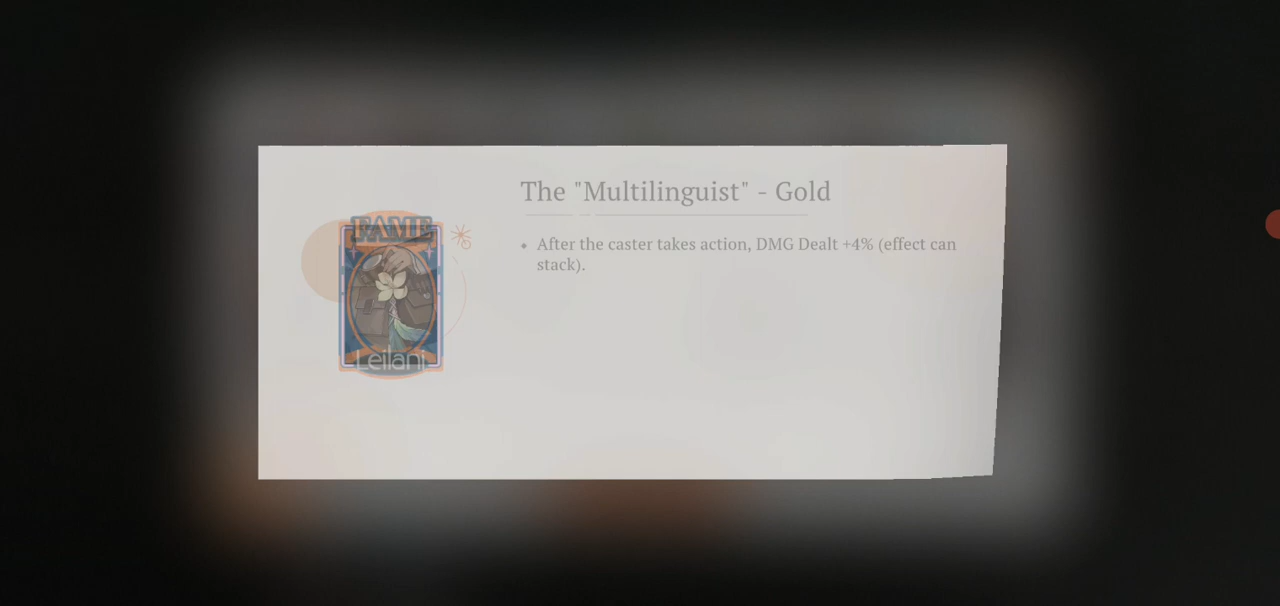 The "Multilinguist" - Gold
FAME
After the caster takes action, DMG Dealt +4% (effect can
stack).
Leilani